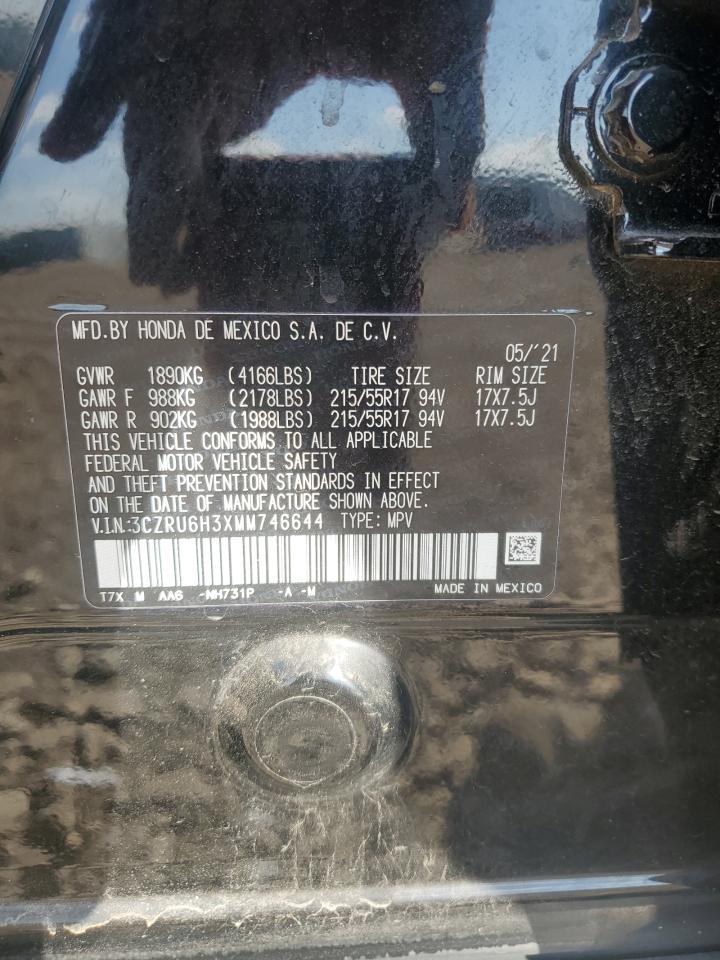 MFD.BY HONDA DE MEXICO S.A. DE C.V.
05/'21
GVWR 1890KG (4166LBS) TIRE SIZE RIM SIZE
GAWR F 988KG (2178LBS) 215/55R17 94V 17X7.5J
GAWR R 902KG (1988LBS) 215/55R17 94V 17X7.5J
THIS VEHICLE CONFORMS TO ALL APPLICABLE
FEDERAL MOTOR VEHICLE SAFETY
AND THEFT PREVENTION STANDARDS IN EFFECT
ON THE DATE OF MANUFACTURE SHOWN ABOVE.
V.I.N.:3CZRU6H3XMM746644 TYPE: MPV
T7X M AA6 -NH731P -A -M MADE IN MEXICO